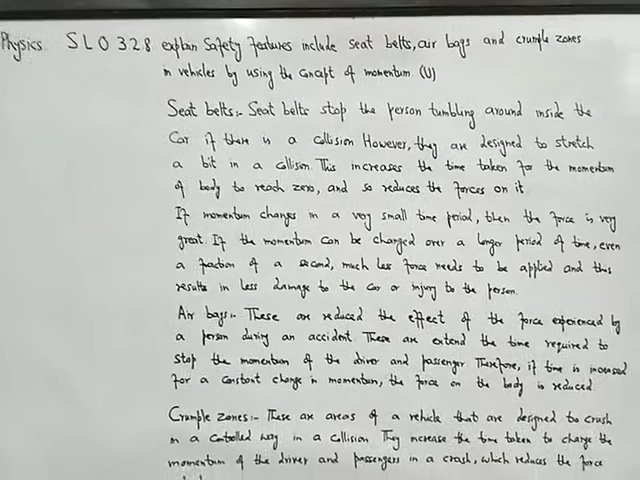 Physics SLO 328 explain Safety features include seat belts, air bags and crumple zones
in vehicles by using the concept of momentum. (U)
Seat belts:- Seat belts stop the person tumbling around inside the
Car if there is a collision However, they are designed to stretch
a bit in a collision. This increases the time taken for the momentum
of body to reach zero, and so reduces the forces on it.
If momentum changes in a very small time period, then the force is very
great. If the momentum can be changed over a longer period of time, even
a fraction of a second, much less force needs to be applied and this
results in less damage to the car or injury to the person.
Air bags:- These are reduced the effect of the force experienced by
a person during an accident. These are extend the time required to
stop the momentum of the driver and passenger Therefore, if time is increased
for a constant change in momentum, the force on the body is reduced.
Crumple zones:- These are areas of a vehicle that are designed to crush
in a controlled way in a collision They increase the time taken to change the
momentum of the driver and passengers in a crash, which reduces the force